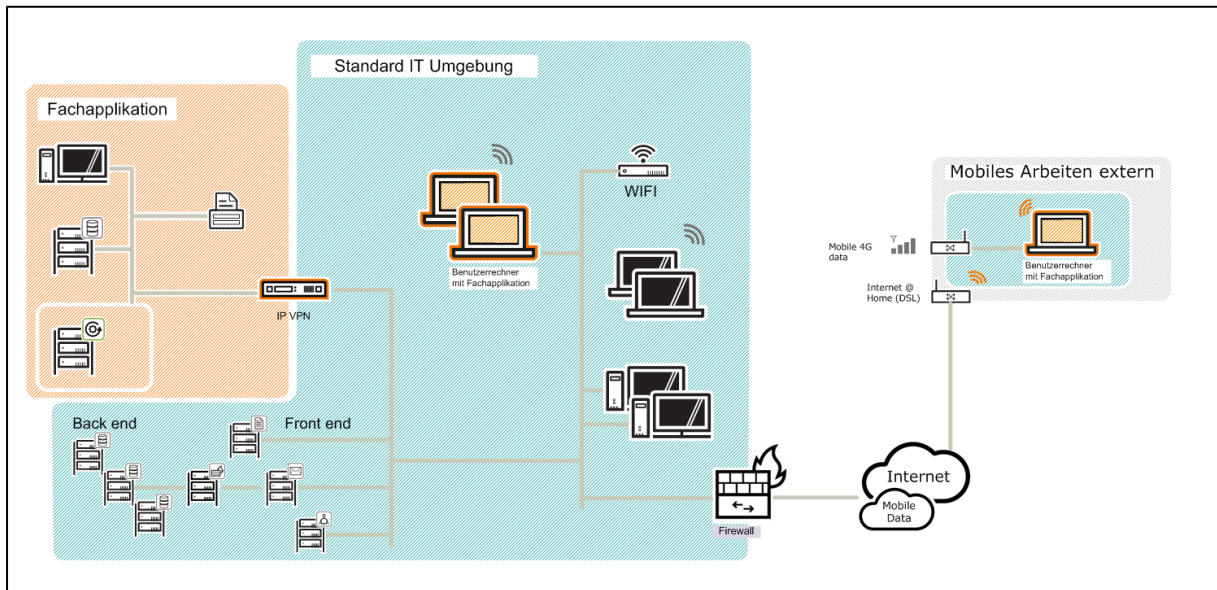 Standard IT Umgebung
Fachapplikation
WIFI
Mobiles Arbeiten extern
Mobile 4G
data
Benutzerrechner
mit Fachapplikation
Benutzerrechner
mit Fachapplikation
Internet @
Home (DSL)
IP VPN
Back end
Front end
Internet
Mobile
Data
Firewall